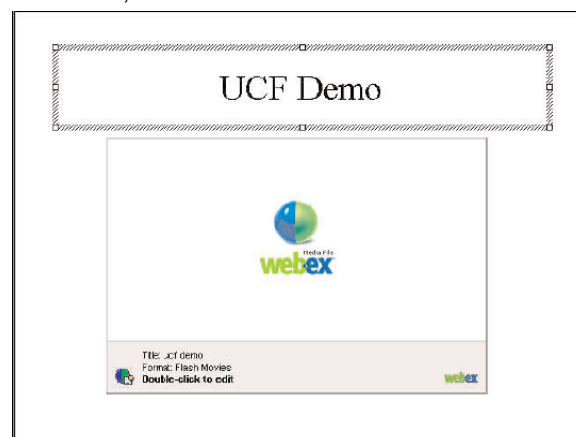 UCF Demo
Media File
webex
Title: ucf demo
Format: Flash Movies
Double-click to edit
webex